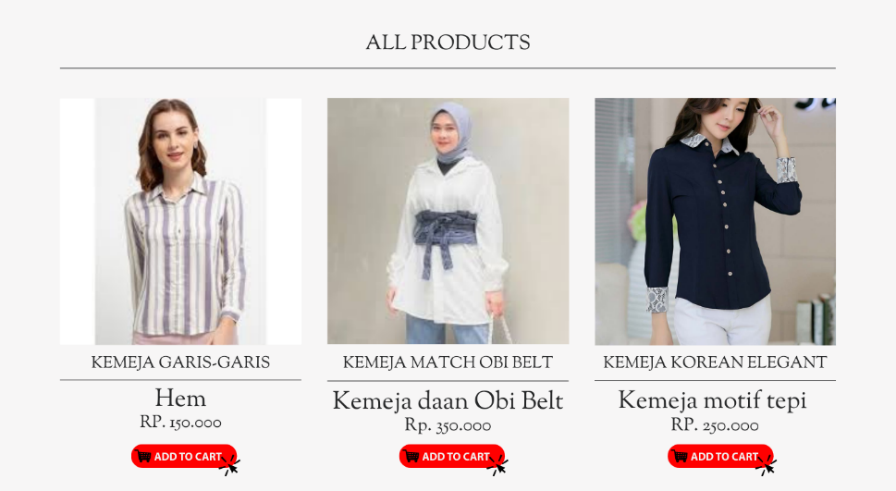 ALL PRODUCTS
KEMEJA GARIS-GARIS
Hem
RP. 150.000
ADD TO CART
KEMEJA MATCH OBI BELT
Kemeja daan Obi Belt
Rp. 350.000
ADD TO CART
KEMEJA KOREAN ELEGANT
Kemeja motif tepi
RP. 250.000
ADD TO CART